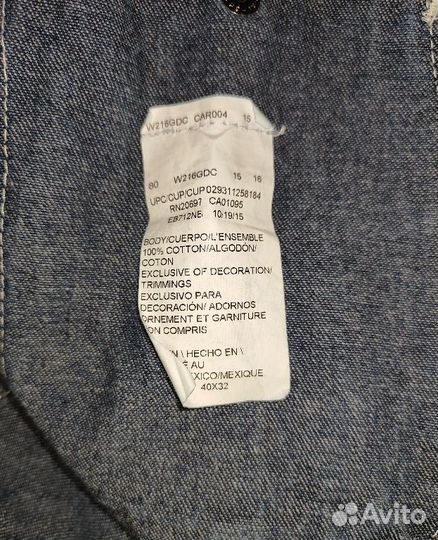 W216GDC CAR004 15
80 W216GDC 15 16
UPC/CUP/CUP 029311258184
RN20697 CA01095
10/19/15
BODY/CUERPO/L'ENSEMBLE
100% COTTON/ALGODÓN/
COTON
EXCLUSIVE OF DECORATION/
TRIMMINGS
EXCLUSIVO PARA
DECORACIÓN/ ADORNOS
ORNEMENT ET GARNITURE
NON COMPRIS
\ HECHO EN \
AU
MEXICO/MEXIQUE
40X32
Avito